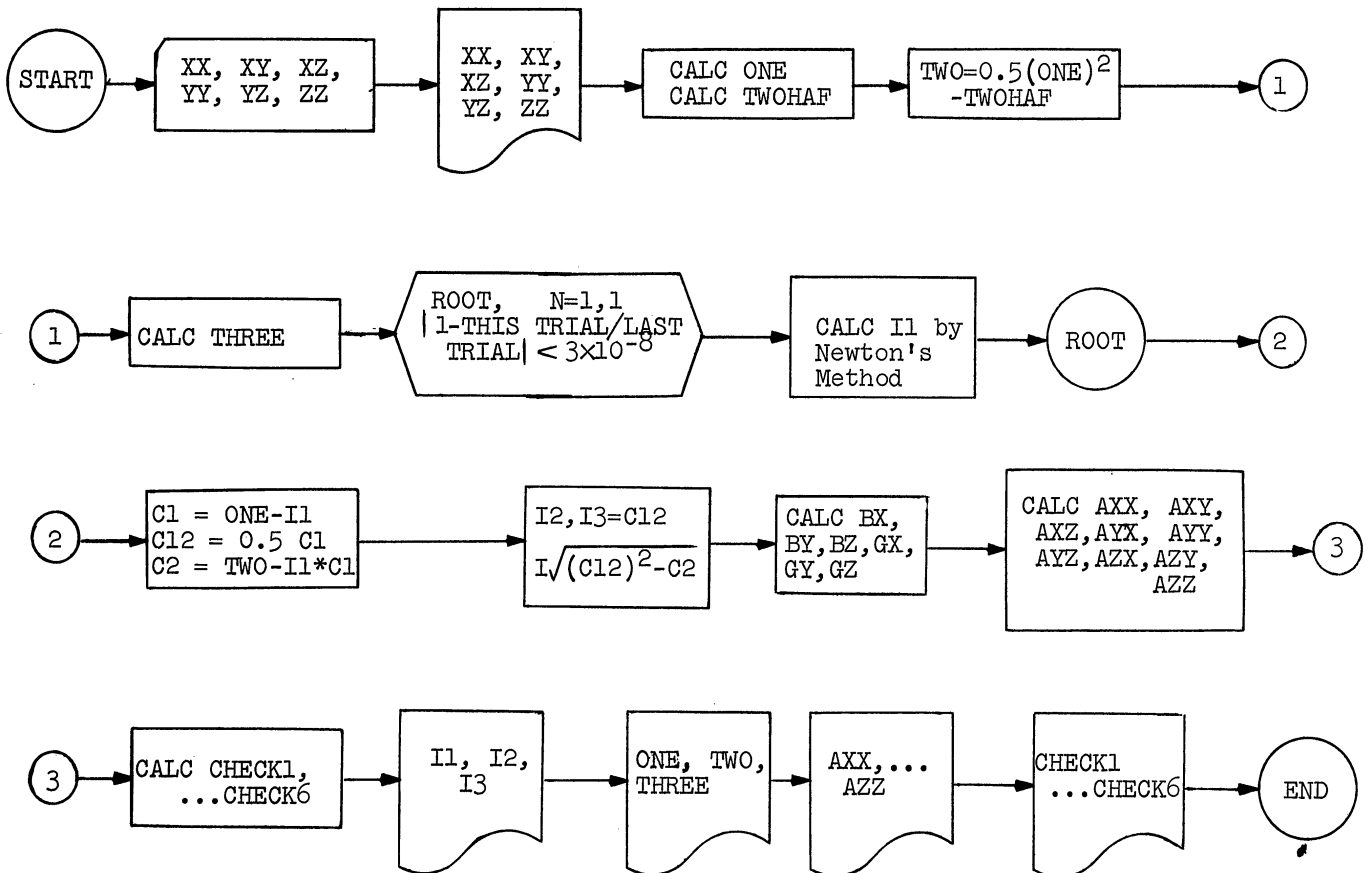 START
XX, XY, XZ,
YY, YZ, ZZ
XX, XY,
XZ, YY,
YZ, ZZ
CALC ONE
CALC TWOHAF
TWO=0.5(ONE)²
-TWOHAF
1
1
CALC THREE
ROOT, N=1,1
|1-THIS TRIAL/LAST
TRIAL| < 3x10⁻⁸
CALC I1 by
Newton's
Method
ROOT
2
2
C1 = ONE-I1
C12 = 0.5 C1
C2 = TWO-I1*C1
I2,I3=C12
I√(C12)²-C2
CALC BX,
BY,BZ,GX,
GY,GZ
CALC AXX, AXY,
AXZ,AYX, AYY,
AYZ,AZX,AZY,
AZZ
3
3
CALC CHECK1,
...CHECK6
I1, I2,
I3
ONE, TWO,
THREE
AXX,...
AZZ
CHECK1
...CHECK6
END